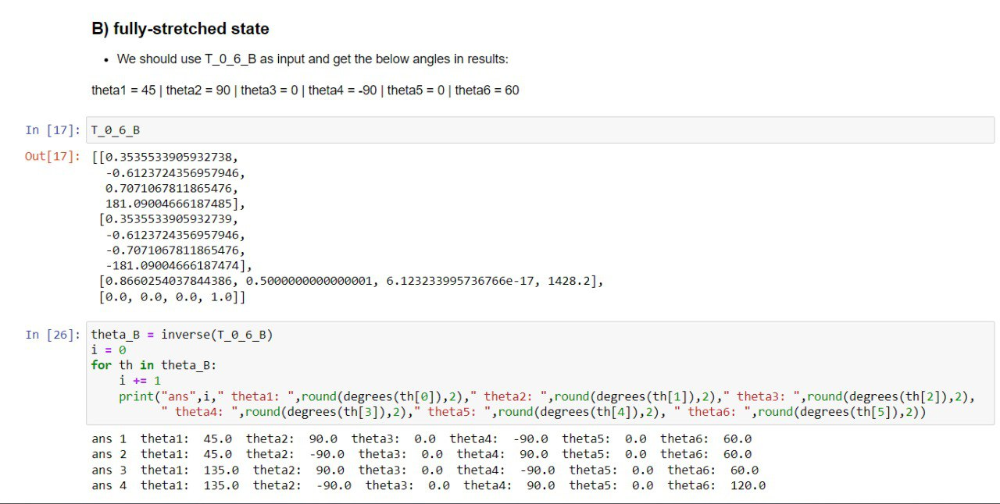 B) fully-stretched state
• We should use T_0_6_B as input and get the below angles in results:
theta1 = 45 | theta2 = 90 | theta3 = 0 | theta4 = -90 | theta5 = 0 | theta6 = 60
In [17]: T_0_6_B
Out[17]: [[0.3535533905932738,
-0.6123724356957946,
0.7071067811865476,
181.09004666187485],
[0.3535533905932739,
-0.6123724356957946,
-0.7071067811865476,
-181.09004666187474],
[0.8660254037844386, 0.5000000000000001, 6.123233995736766e-17, 1428.2],
[0.0, 0.0, 0.0, 1.0]]
In [26]: theta_B = inverse(T_0_6_B)
i = 0
for th in theta_B:
    i += 1
    print("ans",i," theta1: ",round(degrees(th[0]),2)," theta2: ",round(degrees(th[1]),2)," theta3: ",round(degrees(th[2]),2),
          " theta4: ",round(degrees(th[3]),2)," theta5: ",round(degrees(th[4]),2), " theta6: ",round(degrees(th[5]),2))
ans 1  theta1:  45.0  theta2:  90.0  theta3:  0.0  theta4:  -90.0  theta5:  0.0  theta6:  60.0
ans 2  theta1:  45.0  theta2:  -90.0  theta3:  0.0  theta4:  90.0  theta5:  0.0  theta6:  60.0
ans 3  theta1:  135.0  theta2:  90.0  theta3:  0.0  theta4:  -90.0  theta5:  0.0  theta6:  60.0
ans 4  theta1:  135.0  theta2:  -90.0  theta3:  0.0  theta4:  90.0  theta5:  0.0  theta6:  120.0